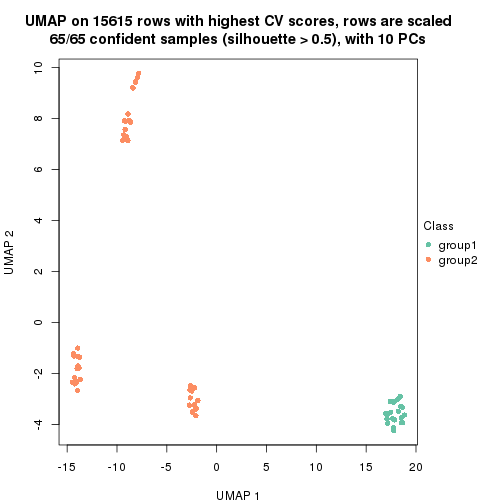 UMAP on 15615 rows with highest CV scores, rows are scaled
65/65 confident samples (silhouette > 0.5), with 10 PCs
10
8
6
4
2
0
-2
-4
UMAP 2
-15
-10
-5
0
5
10
15
20
UMAP 1
Class
group1
group2